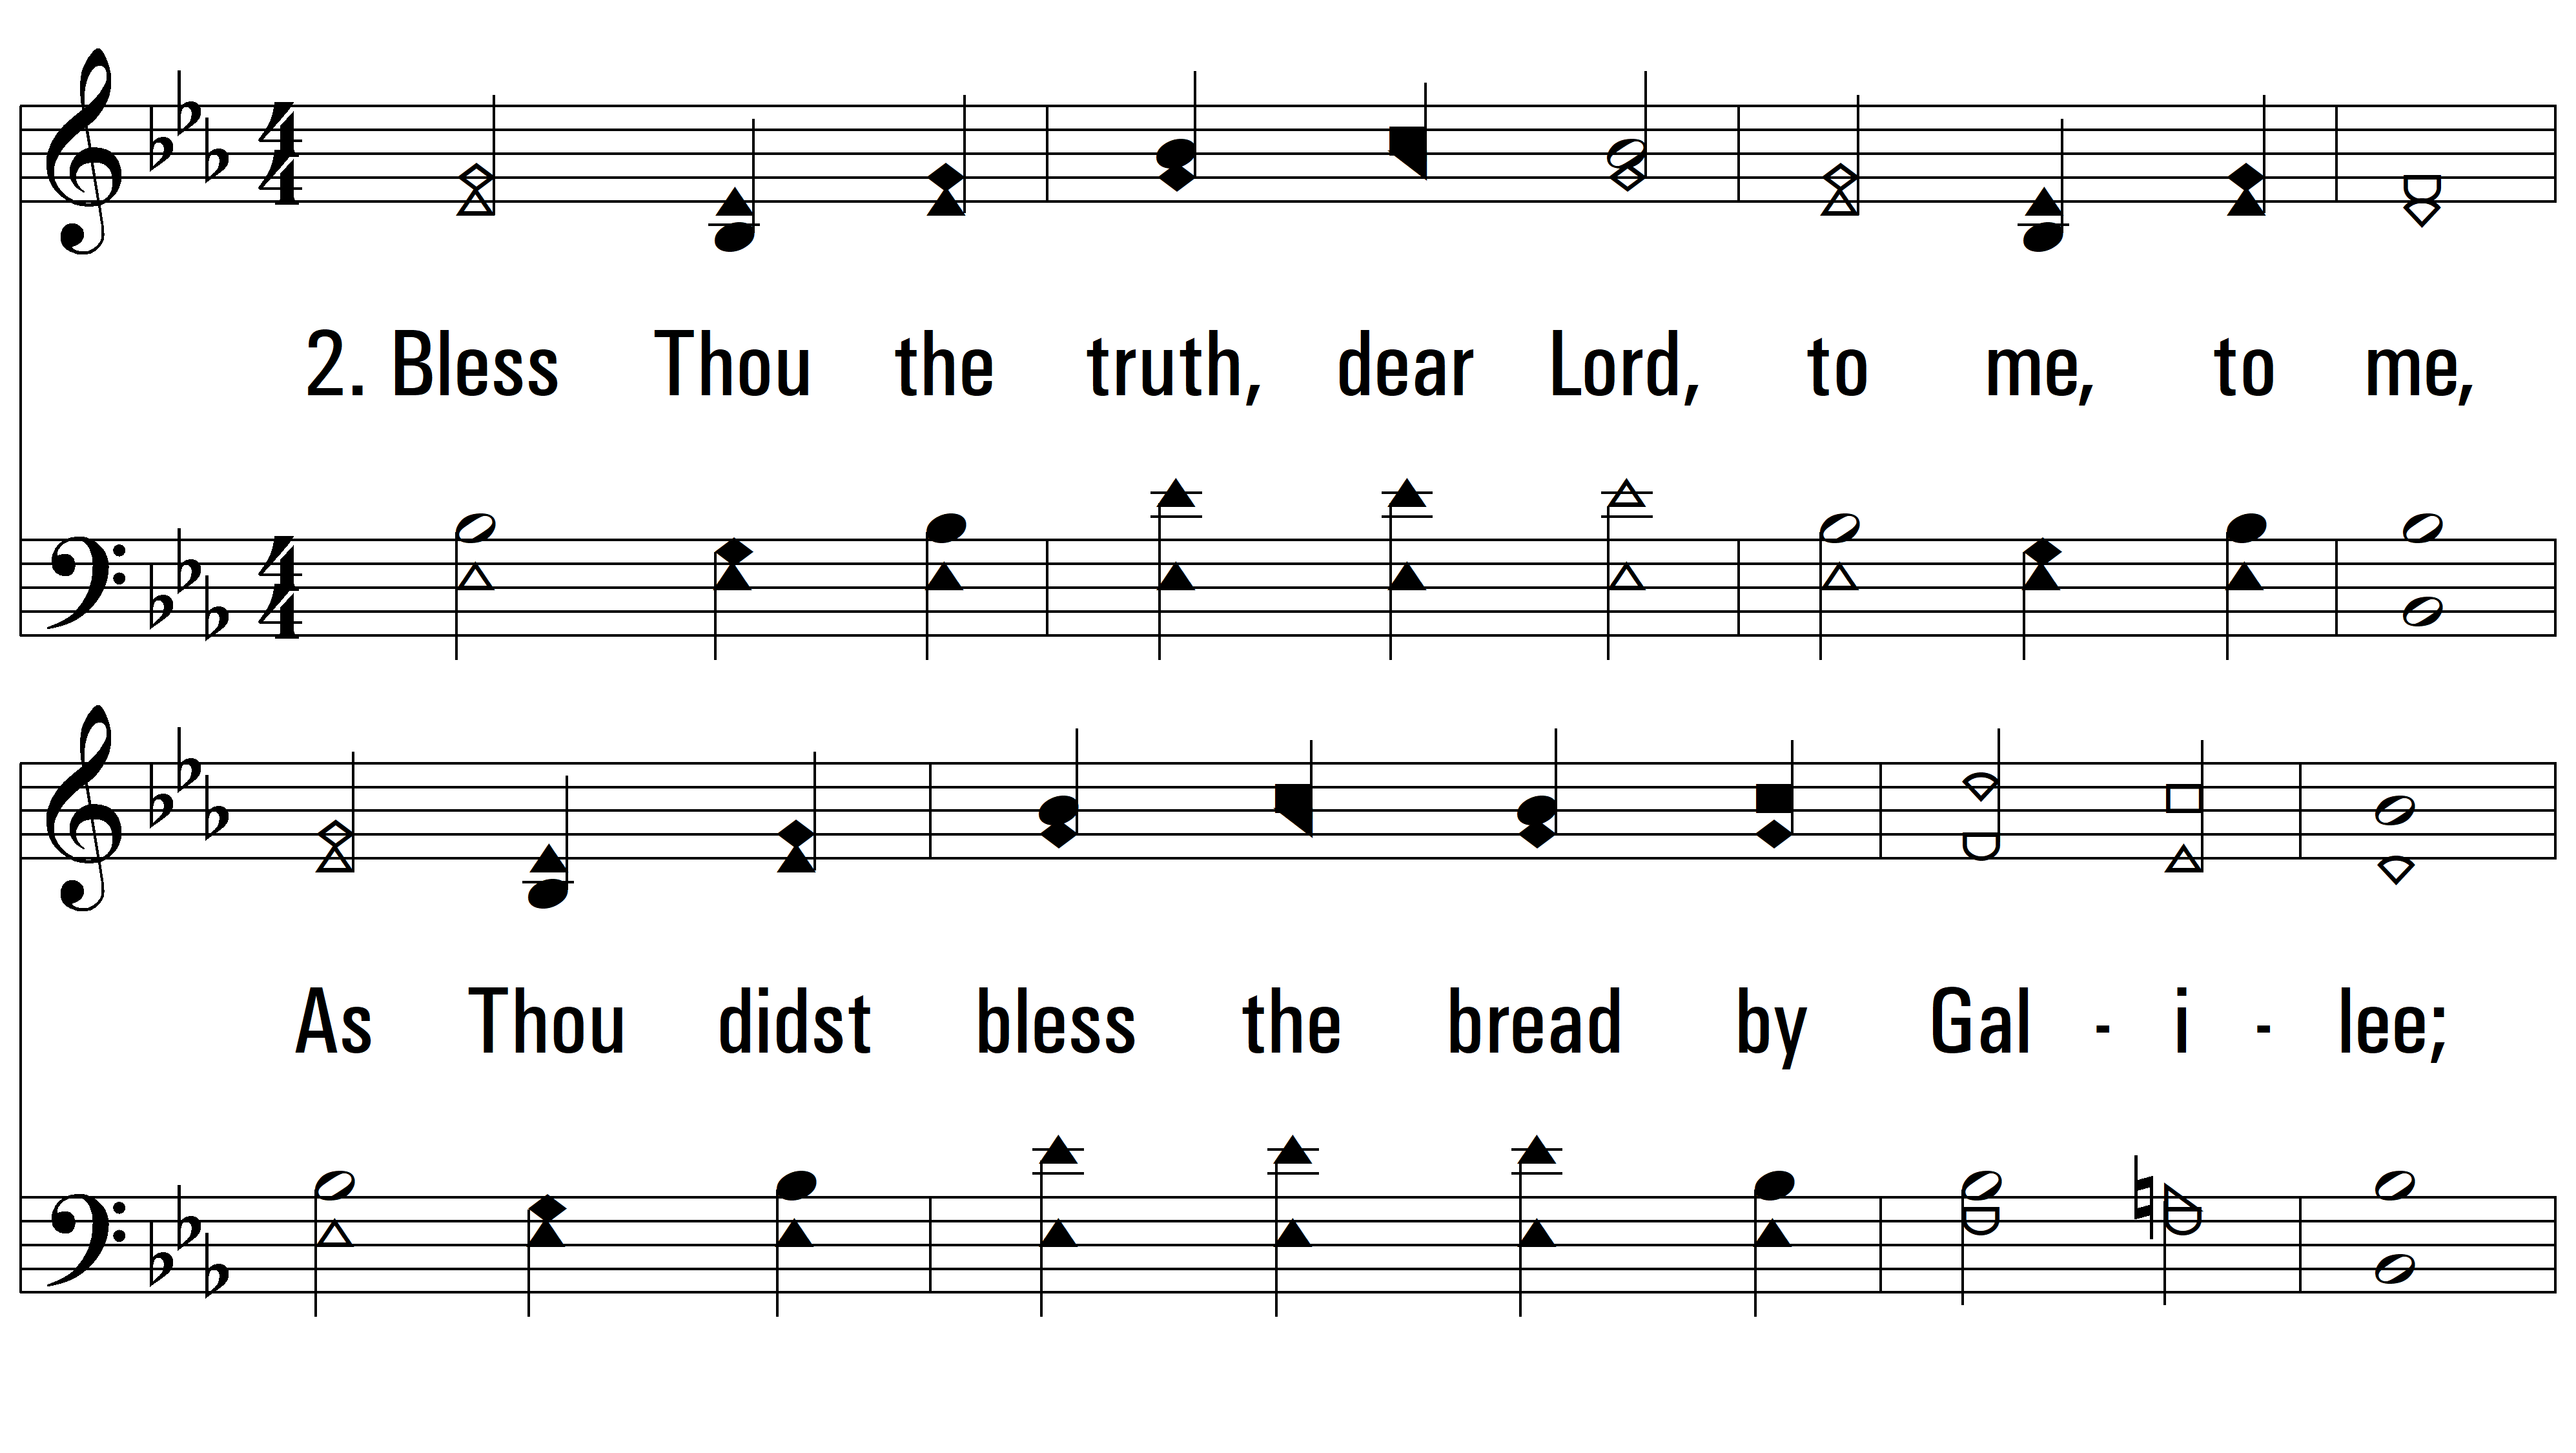 2. Bless Thou the truth, dear Lord, to me, to me,
As Thou didst bless the bread by Gal - i - lee;